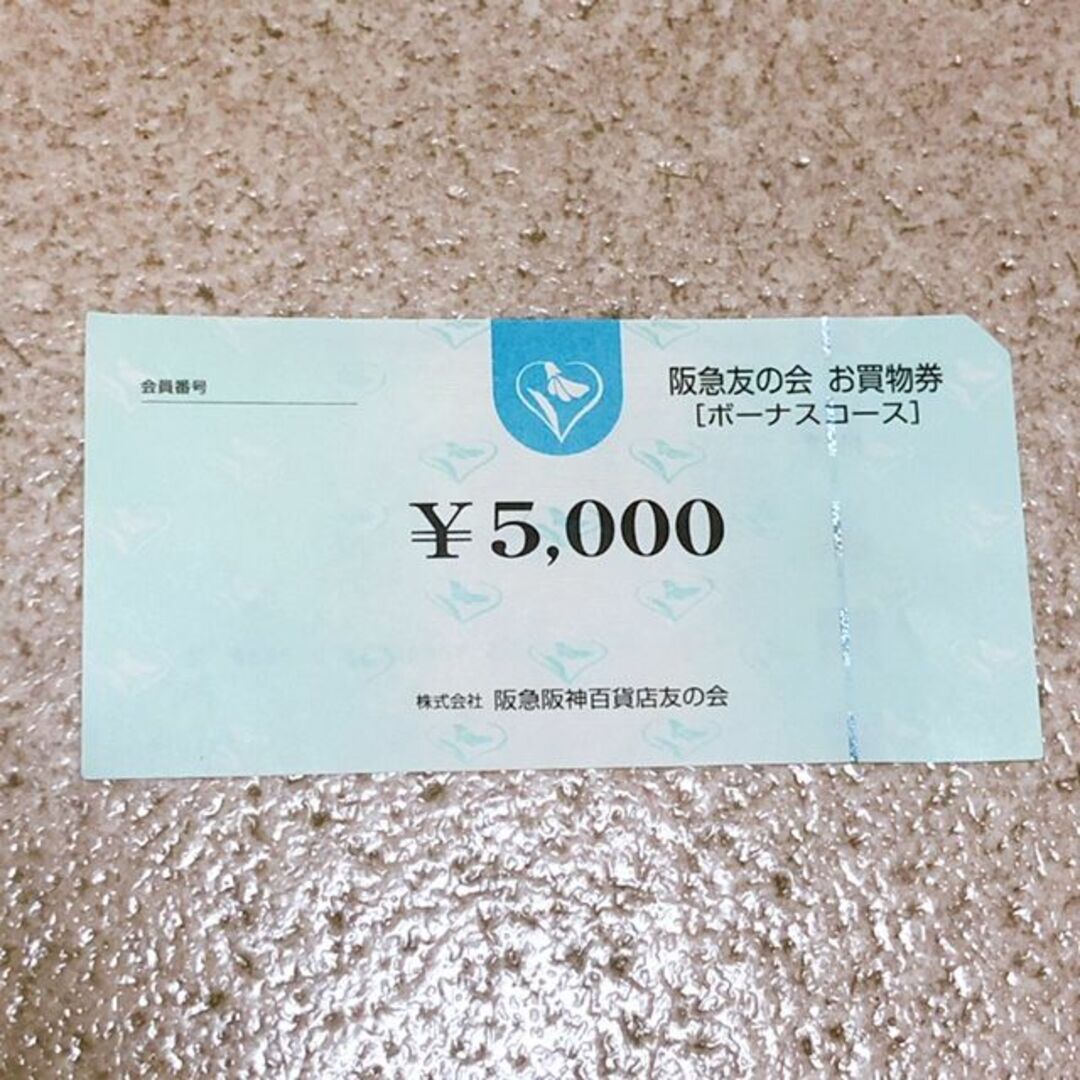 会員番号
阪急友の会 お買物券
[ボーナスコース]
¥5,000
株式会社 阪急阪神百貨店友の会